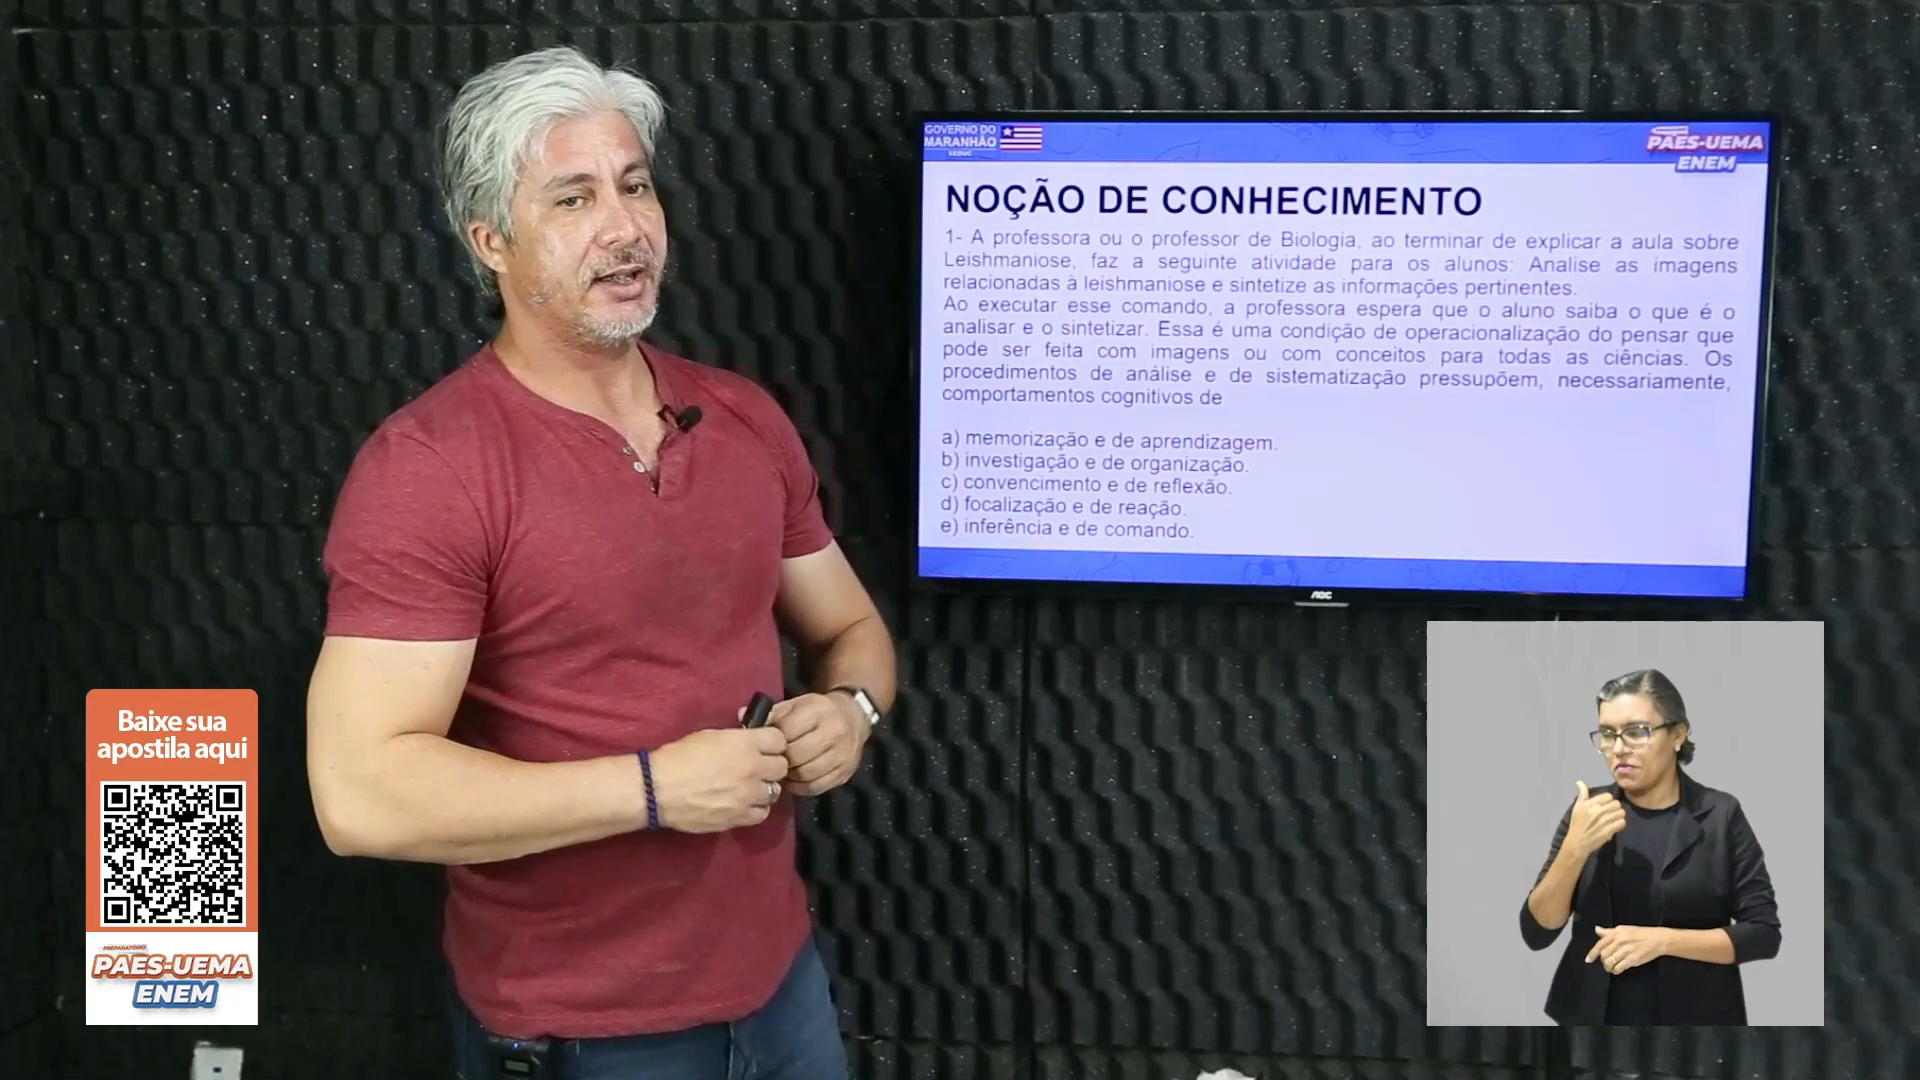 GOVERNO DO
MARANHÃO
SEDUC
PAES-UEMA
ENEM
NOÇÃO DE CONHECIMENTO
1- A professora ou o professor de Biologia, ao terminar de explicar a aula sobre
Leishmaniose, faz a seguinte atividade para os alunos: Analise as imagens
relacionadas à leishmaniose e sintetize as informações pertinentes.
Ao executar esse comando, a professora espera que o aluno saiba o que é o
analisar e o sintetizar. Essa é uma condição de operacionalização do pensar que
pode ser feita com imagens ou com conceitos para todas as ciências. Os
procedimentos de análise e de sistematização pressupõem, necessariamente,
comportamentos cognitivos de
a) memorização e de aprendizagem.
b) investigação e de organização.
c) convencimento e de reflexão.
d) focalização e de reação.
e) inferência e de comando.
AOC
Baixe sua
apostila aqui
PREPARATÓRIO
PAES-UEMA
ENEM